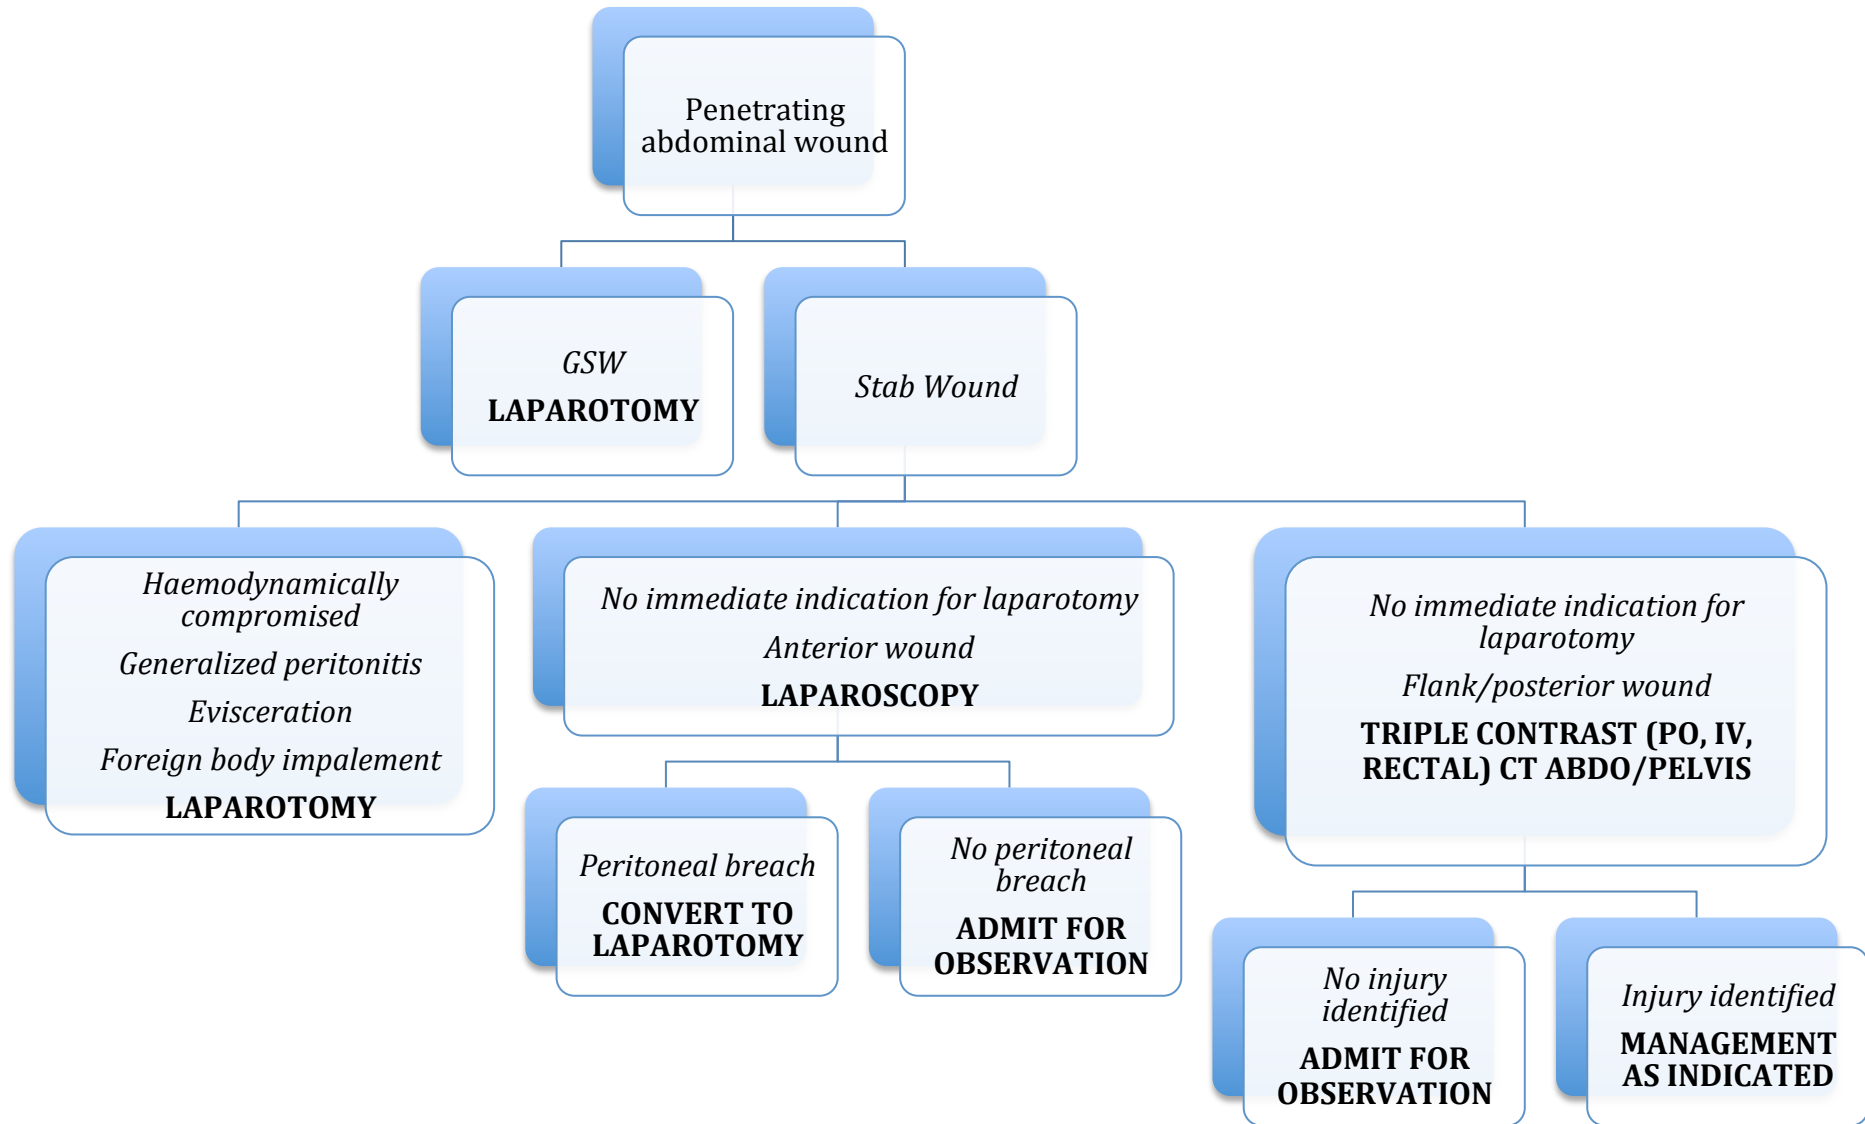 Penetrating
abdominal wound
GSW
LAPAROTOMY
Stab Wound
Haemodynamically
compromised
Generalized peritonitis
Evisceration
Foreign body impalement
LAPAROTOMY
No immediate indication for laparotomy
Anterior wound
LAPAROSCOPY
No immediate indication for
laparotomy
Flank/posterior wound
TRIPLE CONTRAST (PO, IV,
RECTAL) CT ABDO/PELVIS
Peritoneal breach
CONVERT TO
LAPAROTOMY
No peritoneal
breach
ADMIT FOR
OBSERVATION
No injury
identified
ADMIT FOR
OBSERVATION
Injury identified
MANAGEMENT
AS INDICATED